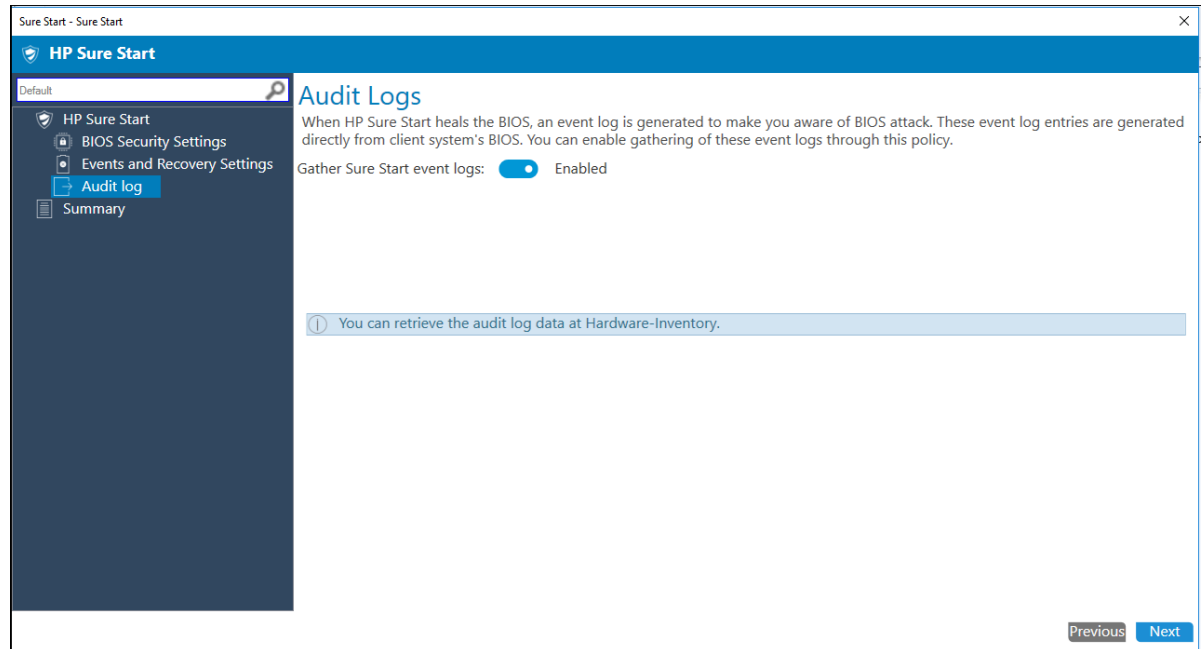 Sure Start - Sure Start
HP Sure Start
Default
HP Sure Start
BIOS Security Settings
Events and Recovery Settings
Audit log
Summary
Audit Logs
When HP Sure Start heals the BIOS, an event log is generated to make you aware of BIOS attack. These event log entries are generated
directly from client system's BIOS. You can enable gathering of these event logs through this policy.
Gather Sure Start event logs: Enabled
You can retrieve the audit log data at Hardware-Inventory.
Previous Next